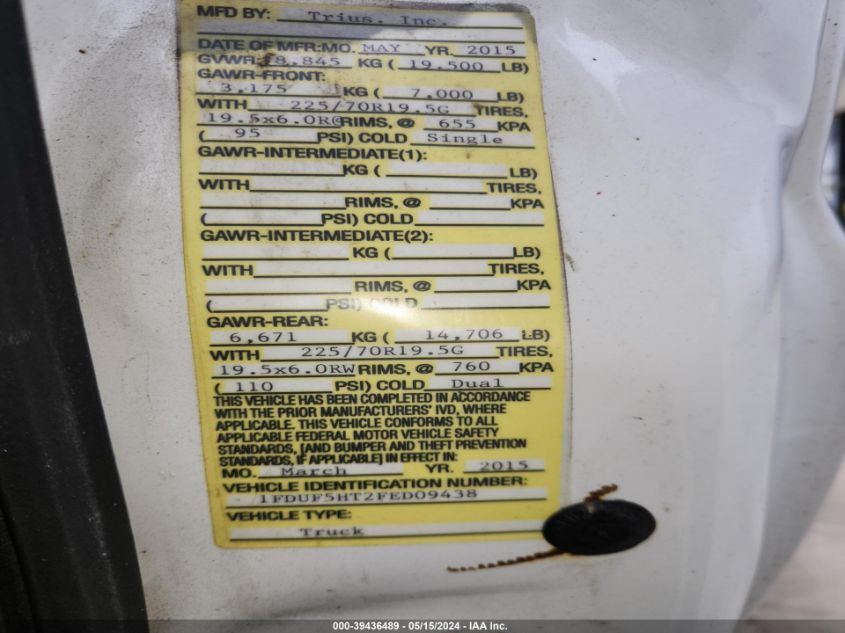 MFD BY: Trius, Inc.
DATE OF MFR:MO. MAY YR. 2015
GVWR: 8,845 KG ( 19,500 LB)
GAWR-FRONT:
3,175 KG ( 7,000 LB)
WITH 225/70R19.5G TIRES,
19.5x6.0R@RIMS, @ 655 KPA
( 95 PSI) COLD Single
GAWR-INTERMEDIATE(1):
KG ( LB)
WITH TIRES,
RIMS, @ KPA
( PSI) COLD
GAWR-INTERMEDIATE(2):
KG ( LB)
WITH TIRES,
RIMS, @ KPA
( PSI) COLD
GAWR-REAR:
6,671 KG ( 14,706 LB)
WITH 225/70R19.5G TIRES,
19.5x6.0RW RIMS, @ 760 KPA
( 110 PSI) COLD Dual
THIS VEHICLE HAS BEEN COMPLETED IN ACCORDANCE
WITH THE PRIOR MANUFACTURERS' IVD, WHERE
APPLICABLE. THIS VEHICLE CONFORMS TO ALL
APPLICABLE FEDERAL MOTOR VEHICLE SAFETY
STANDARDS, [AND BUMPER AND THEFT PREVENTION
STANDARDS, IF APPLICABLE] IN EFFECT IN:
MO. March YR. 2015
VEHICLE IDENTIFICATION NUMBER:
1FDUF5HT2FED09438
VEHICLE TYPE:
Truck
000-39436489 - 05/15/2024 - IAA Inc.